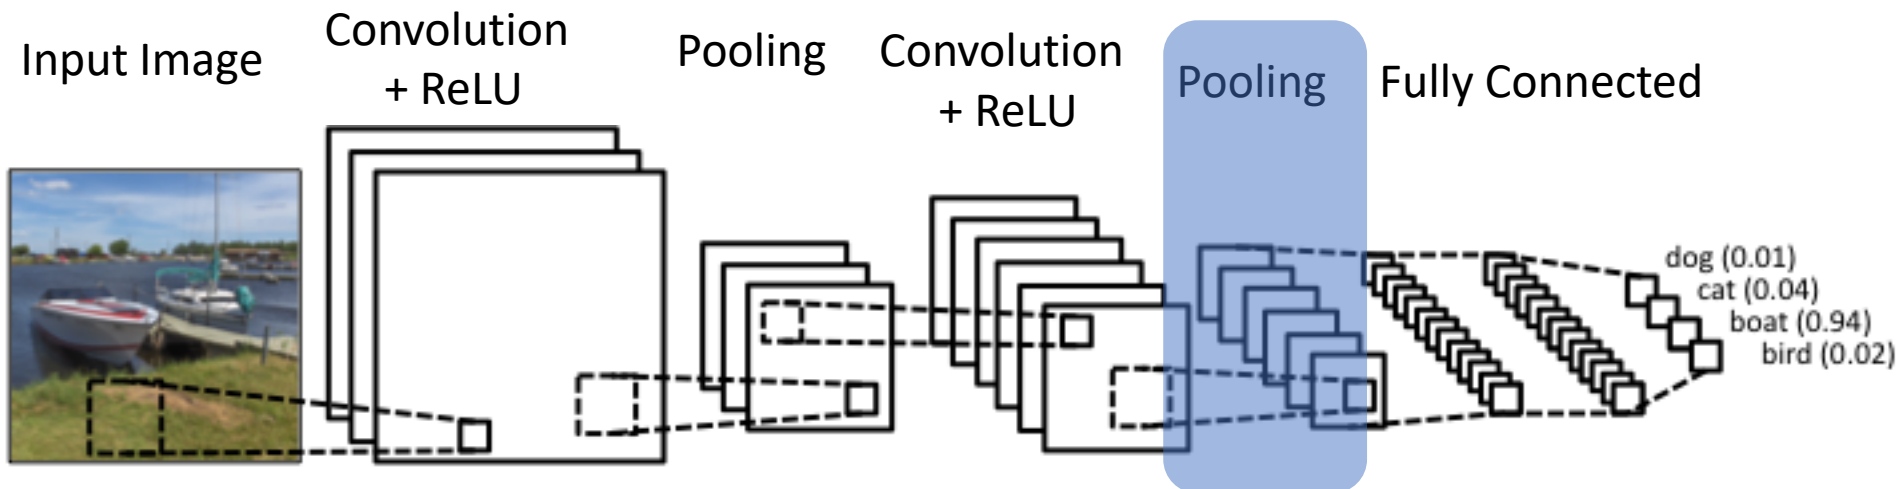 Input Image
Convolution
+ ReLU
Pooling
Convolution
+ ReLU
Pooling
Fully Connected
dog (0.01)
cat (0.04)
boat (0.94)
bird (0.02)